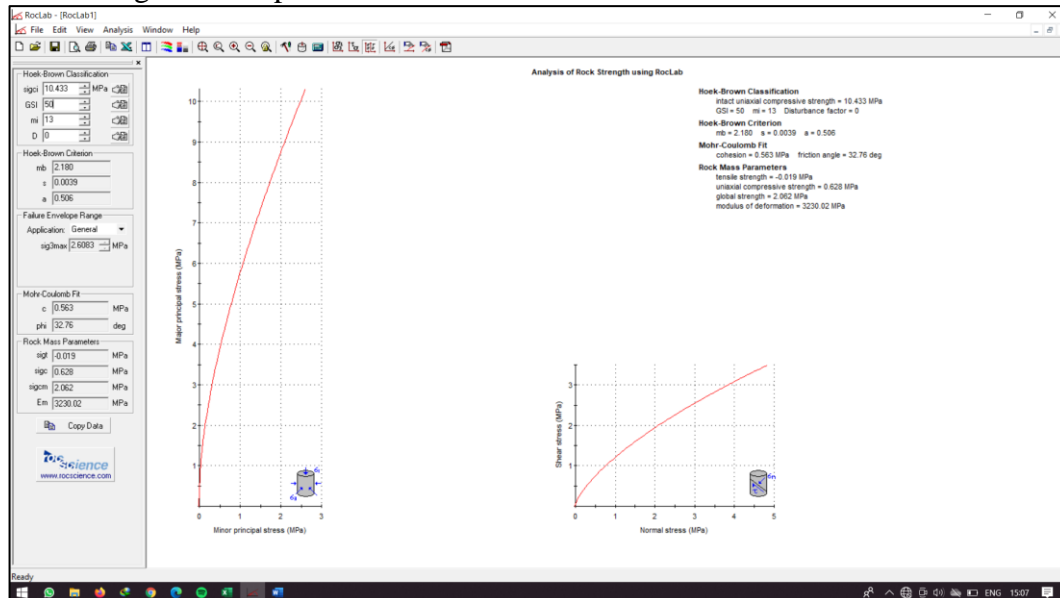 RocLab - [RocLab1]
File Edit View Analysis Window Help
Hoek-Brown Classification
sigci 10.433 MPa
GSI 50
mi 13
D 0
Hoek-Brown Criterion
mb 2.180
s 0.0039
a 0.506
Failure Envelope Range
Application: General
sig3max 2.6083 MPa
Mohr-Coulomb Fit
c 0.563 MPa
phi 32.76 deg
Rock Mass Parameters
sigt -0.019 MPa
sigc 0.628 MPa
sigcm 2.062 MPa
Em 3230.02 MPa
Copy Data
rocscience
www.rocscience.com
Analysis of Rock Strength using RocLab
Hoek-Brown Classification
intact uniaxial compressive strength = 10.433 MPa
GSI = 50 mi = 13 Disturbance factor = 0
Hoek-Brown Criterion
mb = 2.180 s = 0.0039 a = 0.506
Mohr-Coulomb Fit
cohesion = 0.563 MPa friction angle = 32.76 deg
Rock Mass Parameters
tensile strength = -0.019 MPa
uniaxial compressive strength = 0.628 MPa
global strength = 2.062 MPa
modulus of deformation = 3230.02 MPa
Major principal stress (MPa)
10
9
8
7
6
5
4
3
2
1
0 1 2 3
Minor principal stress (MPa)
Shear stress (MPa)
3
2
1
0 1 2 3 4 5
Normal stress (MPa)
Ready
ENG 15:07